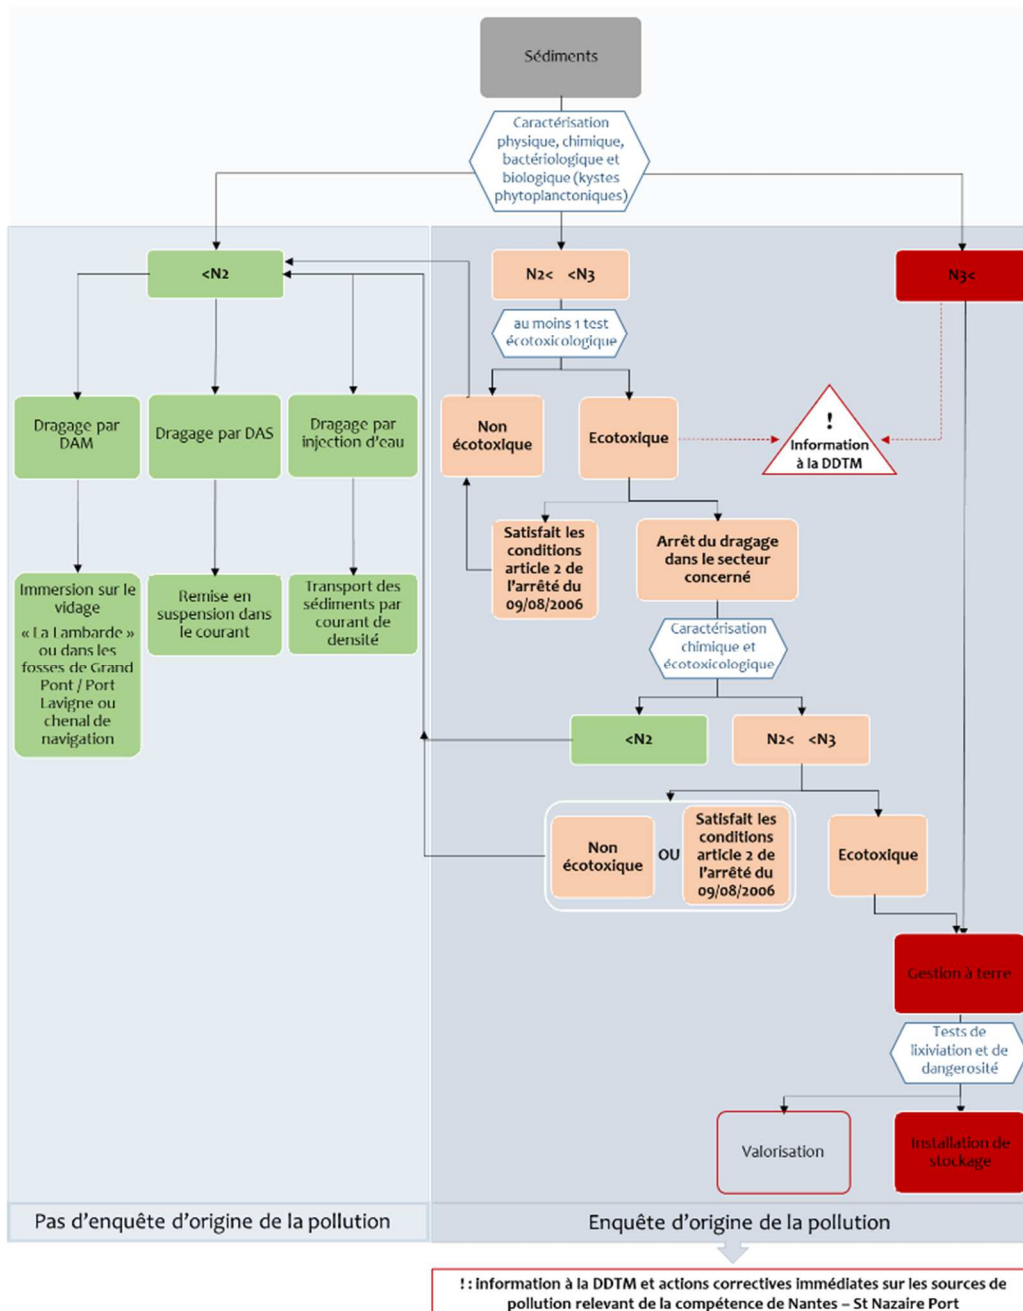 Sédiments
Caractérisation
physique, chimique,
bactériologique et
biologique (kystes
phytoplanctoniques)
<N2
N2< <N3
N3<
au moins 1 test
écotoxicologique
Dragage par
DAM
Dragage par DAS
Dragage par
injection d'eau
Non
écotoxique
Ecotoxique
!
Information
à la DDTM
Satisfait les
conditions
article 2 de
l'arrêté du
09/08/2006
Arrêt du dragage
dans le secteur
concerné
Immersion sur le
vidage
« La Lambarde »
ou dans les
fosses de Grand
Pont / Port
Lavigne ou
chenal de
navigation
Remise en
suspension dans
le courant
Transport des
sédiments par
courant de
densité
Caractérisation
chimique et
écotoxicologique
<N2
N2< <N3
Non
écotoxique
OU
Satisfait les
conditions
article 2 de
l'arrêté du
09/08/2006
Ecotoxique
Gestion à terre
Tests de
lixiviation et de
dangerosité
Valorisation
Installation de
stockage
Pas d'enquête d'origine de la pollution
Enquête d'origine de la pollution
! : information à la DDTM et actions correctives immédiates sur les sources de
pollution relevant de la compétence de Nantes – St Nazaire Port